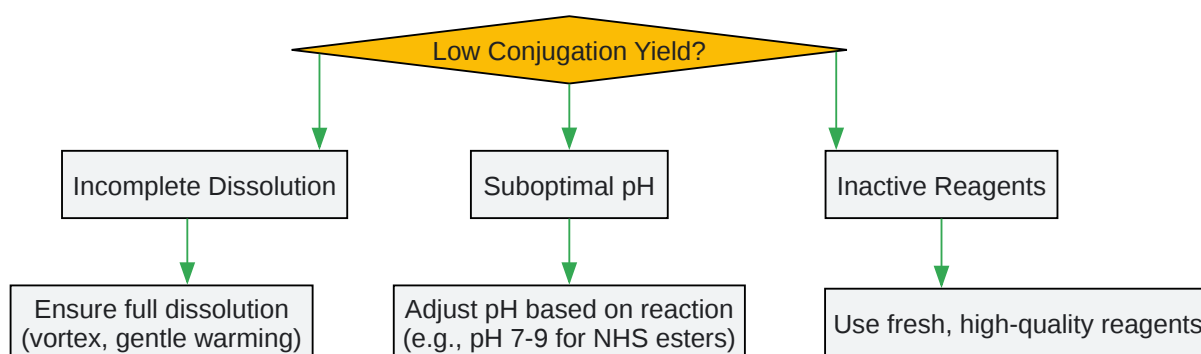 Low Conjugation Yield?
Incomplete Dissolution
Suboptimal pH
Inactive Reagents
Ensure full dissolution
(vortex, gentle warming)
Adjust pH based on reaction
(e.g., pH 7-9 for NHS esters)
Use fresh, high-quality reagents